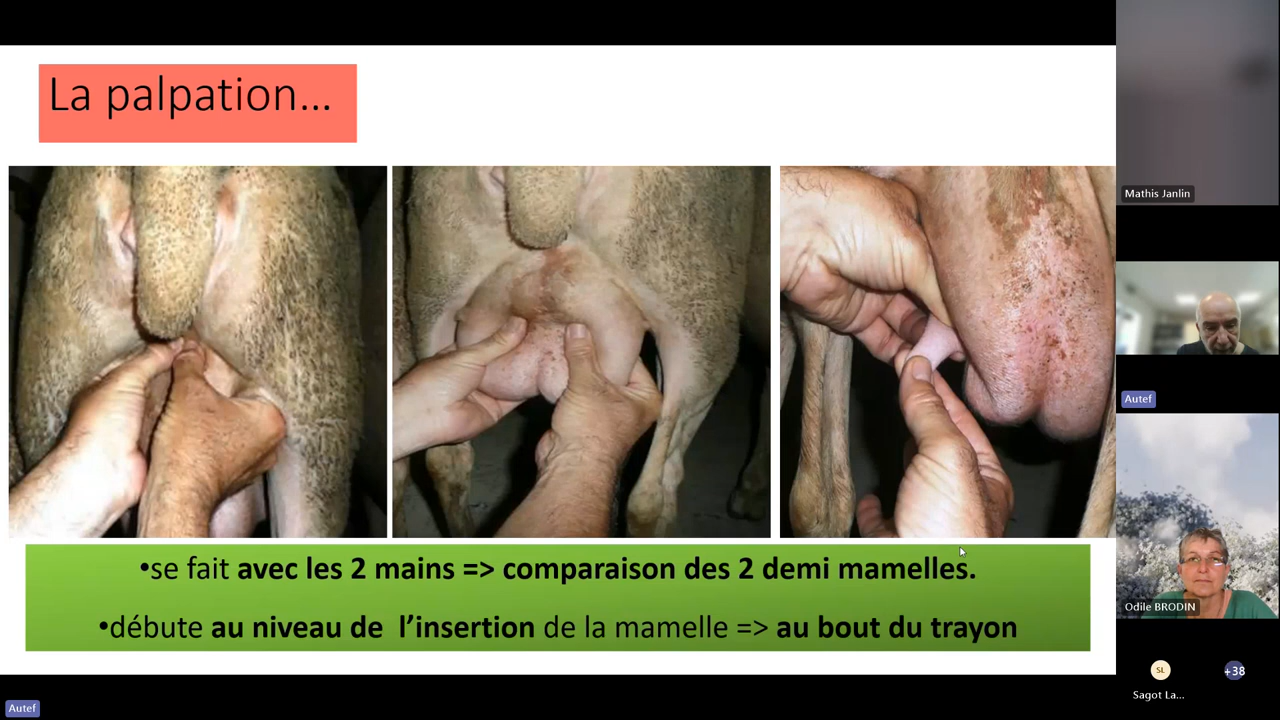 La palpation...
•se fait avec les 2 mains => comparaison des 2 demi mamelles.
•débute au niveau de l'insertion de la mamelle => au bout du trayon
Mathis Janlin
Autef
Odile BRODIN
SL
+38
Sagot La...
Autef